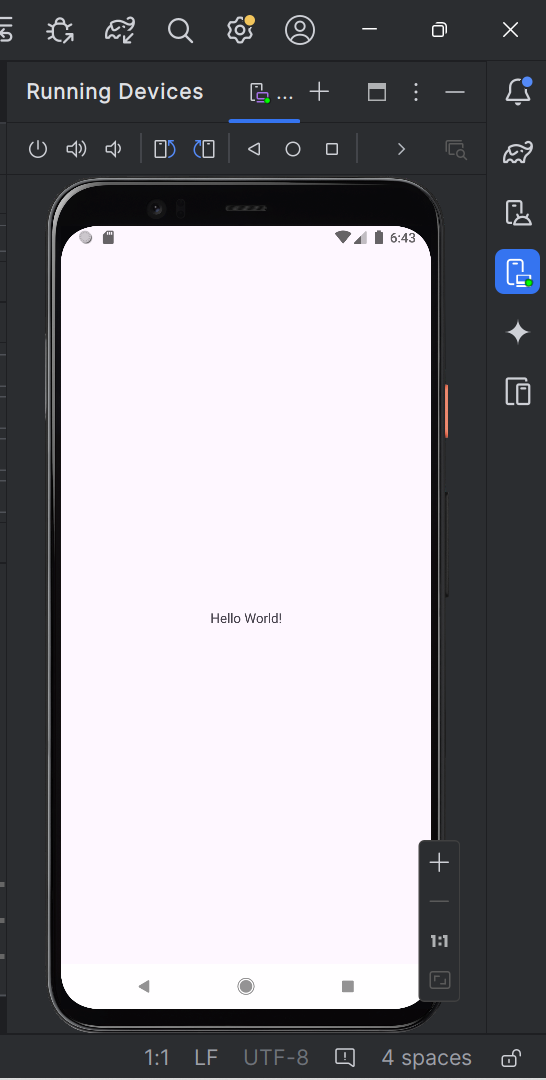 Running Devices
...
6:43
Hello World!
1:1
1:1 LF UTF-8 4 spaces